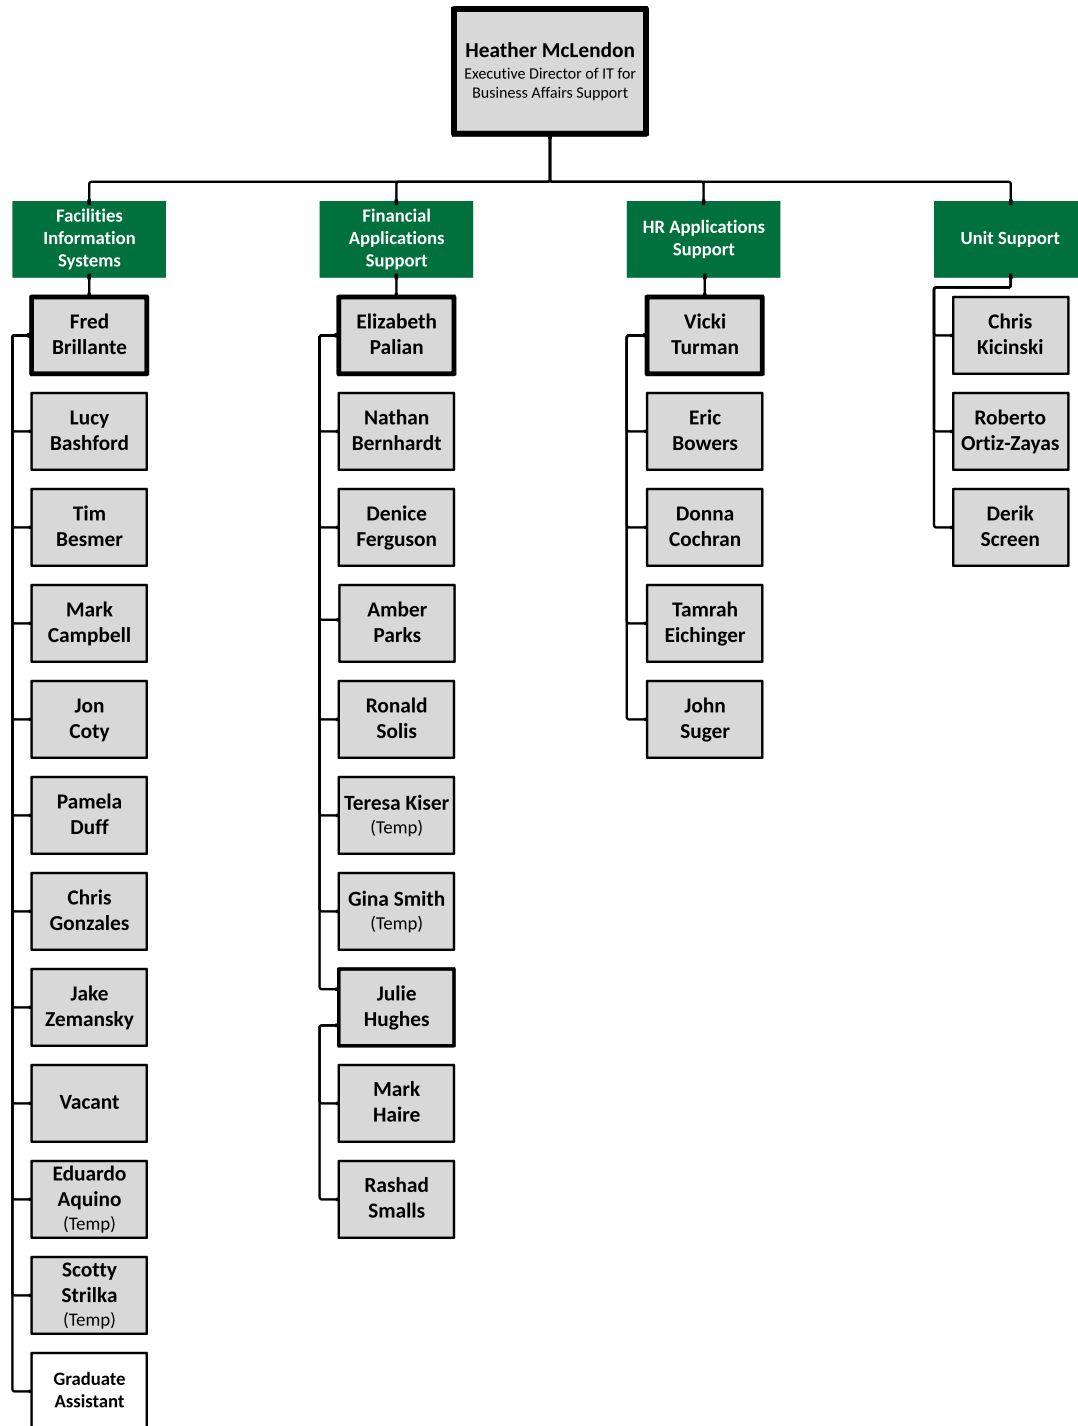 Heather McLendon
Executive Director of IT for
Business Affairs Support
Facilities
Information
Systems
Fred
Brillante
Lucy
Bashford
Tim
Besmer
Mark
Campbell
Jon
Coty
Pamela
Duff
Chris
Gonzales
Jake
Zemansky
Vacant
Eduardo
Aquino
(Temp)
Scotty
Strilka
(Temp)
Graduate
Assistant
Financial
Applications
Support
Elizabeth
Palian
Nathan
Bernhardt
Denice
Ferguson
Amber
Parks
Ronald
Solis
Teresa Kiser
(Temp)
Gina Smith
(Temp)
Julie
Hughes
Mark
Haire
Rashad
Smalls
HR Applications
Support
Vicki
Turman
Eric
Bowers
Donna
Cochran
Tamrah
Eichinger
John
Suger
Unit Support
Chris
Kicinski
Roberto
Ortiz-Zayas
Derik
Screen